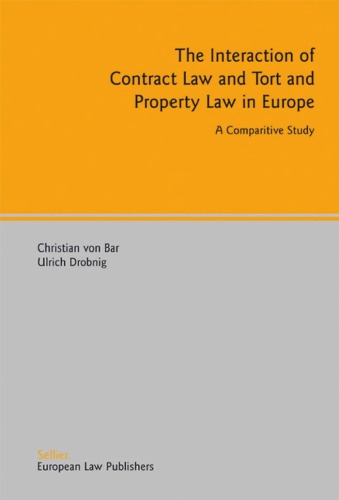 The Interaction of
Contract Law and Tort and
Property Law in Europe
A Comparitive Study
Christian von Bar
Ulrich Drobnig
Sellier.
European Law Publishers